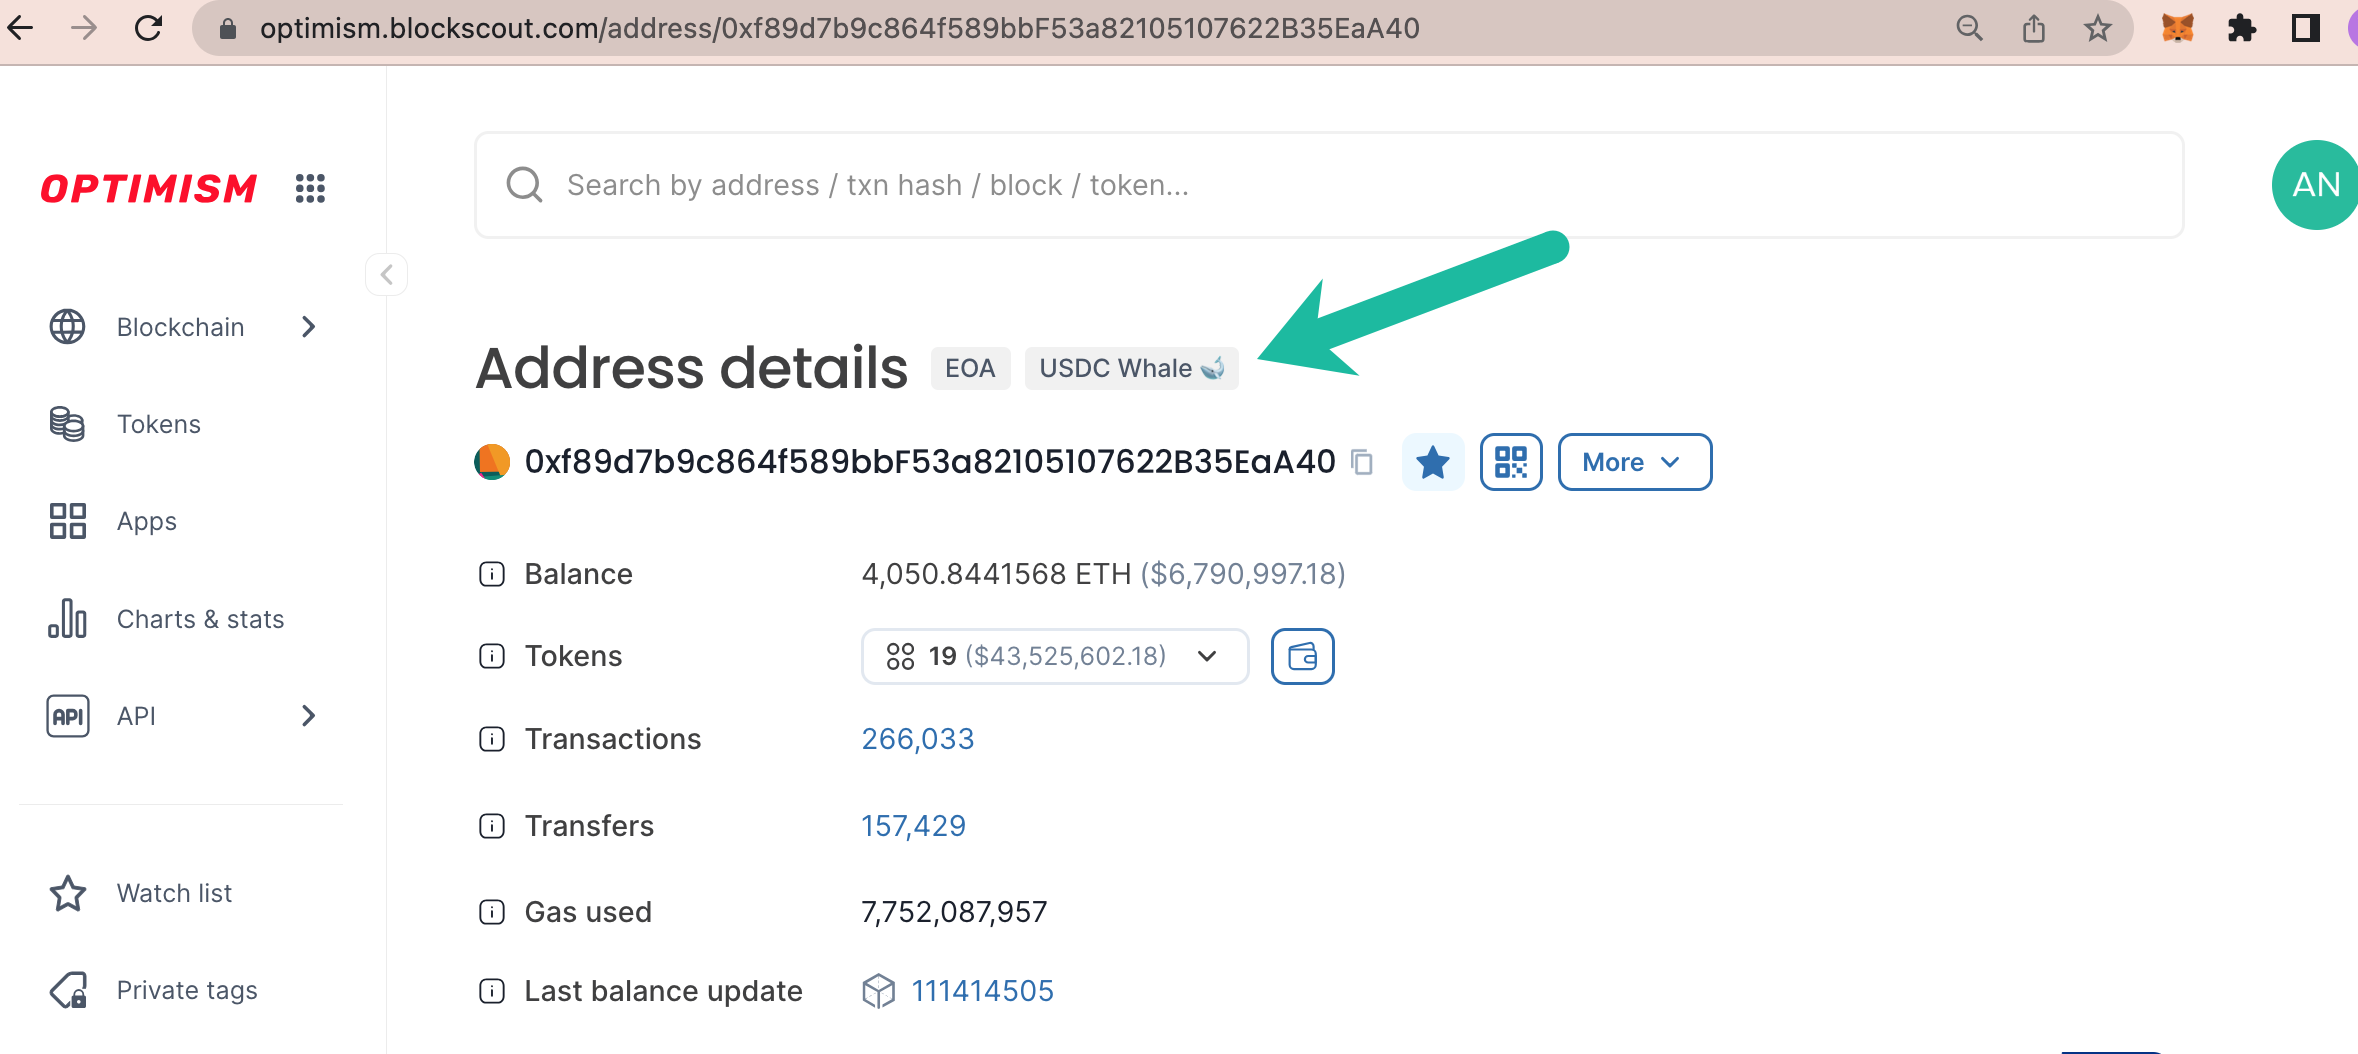 optimism.blockscout.com/address/0xf89d7b9c864f589bbF53a82105107622B35EaA40
OPTIMISM
Search by address / txn hash / block / token...
AN
Blockchain
Tokens
Apps
Charts & stats
API API
Watch list
Private tags
Address details EOA USDC Whale 🐋
0xf89d7b9c864f589bbF53a82105107622B35EaA40 More
Balance 4,050.8441568 ETH ($6,790,997.18)
Tokens 19 ($43,525,602.18)
Transactions 266,033
Transfers 157,429
Gas used 7,752,087,957
Last balance update 111414505